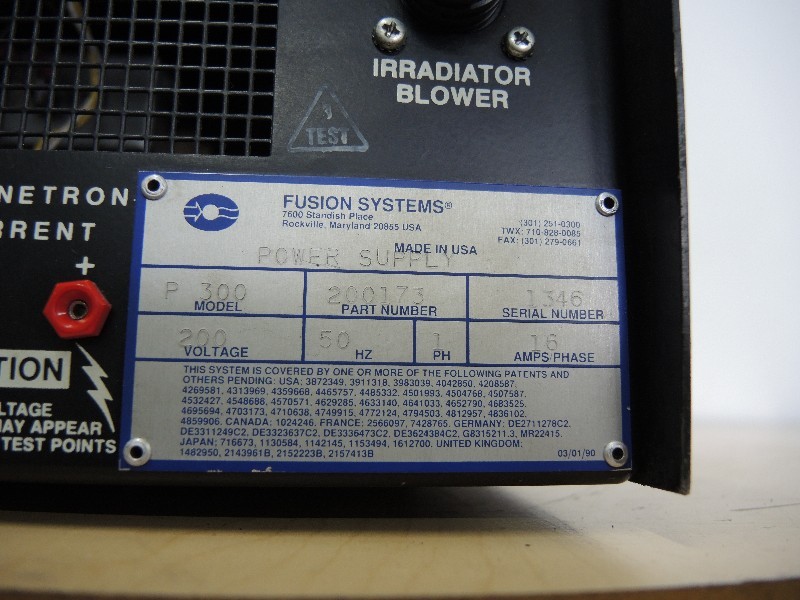 IRRADIATOR
BLOWER
TEST
NETRON
RRENT
+
TION
LTAGE
MAY APPEAR
TEST POINTS
FUSION SYSTEMS®
7600 Standish Place
Rockville, Maryland 20855 USA
(301) 251-0300
TWX: 710-828-0085
FAX: (301) 279-0661
MADE IN USA
POWER SUPPLY
P 300
MODEL
200173
PART NUMBER
1346
SERIAL NUMBER
200
VOLTAGE
50
HZ
1
PH
16
AMPS/PHASE
THIS SYSTEM IS COVERED BY ONE OR MORE OF THE FOLLOWING PATENTS AND
OTHERS PENDING: USA: 3872349, 3911318, 3983039, 4042850, 4208587,
4269581, 4313969, 4359668, 4465757, 4485332, 4501993, 4504768, 4507587,
4532427, 4548688, 4570571, 4629285, 4633140, 4641033, 4652790, 4683525,
4695694, 4703173, 4710638, 4749915, 4772124, 4794503, 4812957, 4836102,
4859906. CANADA: 1024246. FRANCE: 2566097, 7428765. GERMANY: DE2711278C2,
DE3311249C2, DE3323637C2, DE3336473C2, DE3624384C2, G8315211.3, MR22415.
JAPAN: 716673, 1130584, 1142145, 1153494, 1612700. UNITED KINGDOM:
1482950, 2143961B, 2152223B, 2157413B
03/01/90